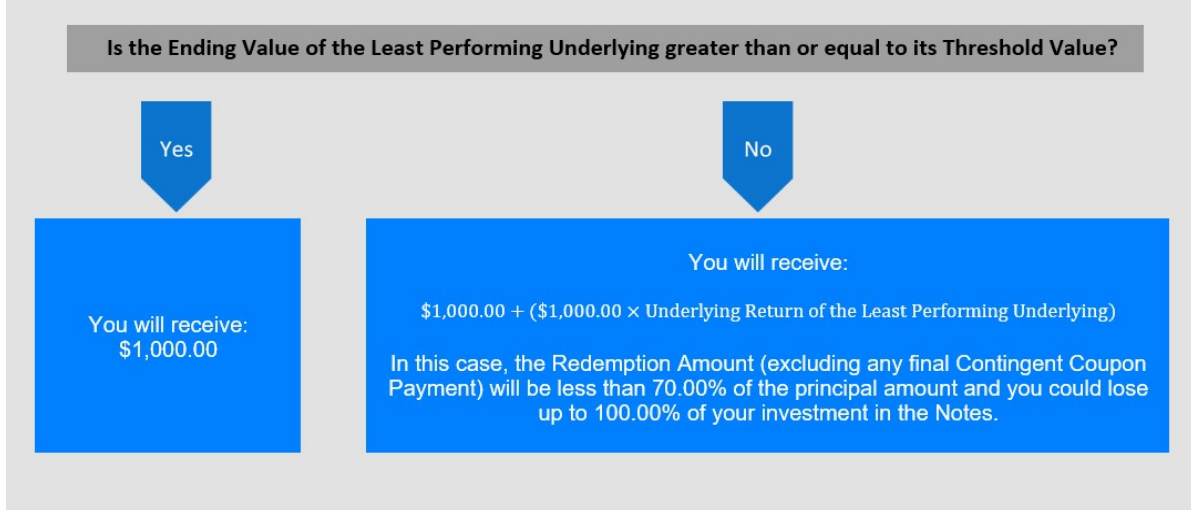 Is the Ending Value of the Least Performing Underlying greater than or equal to its Threshold Value?
Yes
No
You will receive:
$1,000.00
You will receive:
$1,000.00 + ($1,000.00 × Underlying Return of the Least Performing Underlying)
In this case, the Redemption Amount (excluding any final Contingent Coupon
Payment) will be less than 70.00% of the principal amount and you could lose
up to 100.00% of your investment in the Notes.